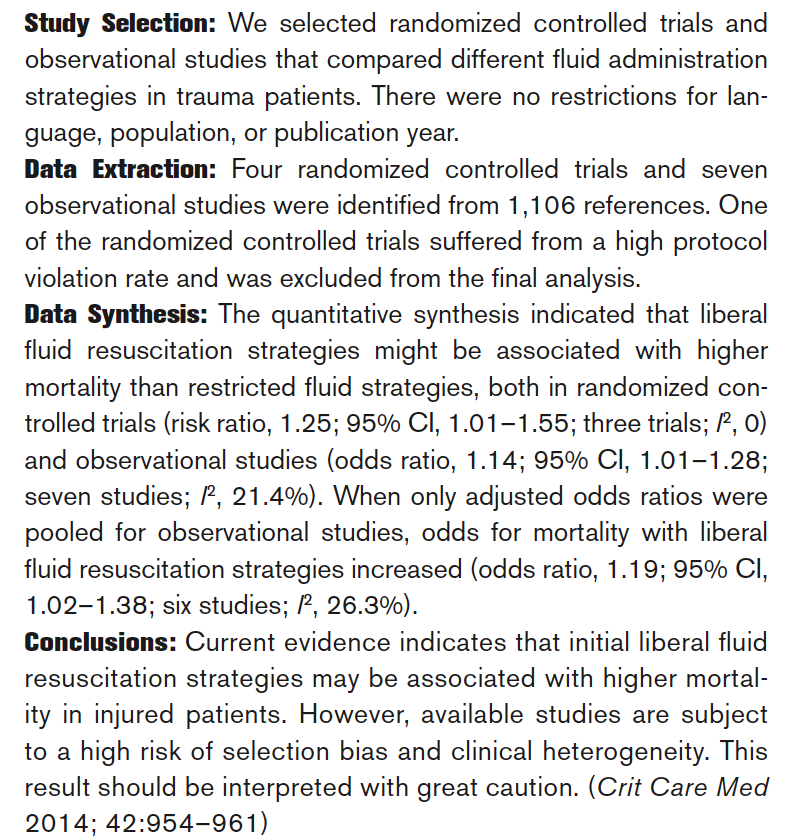 Study Selection: We selected randomized controlled trials and
observational studies that compared different fluid administration
strategies in trauma patients. There were no restrictions for lan-
guage, population, or publication year.
Data Extraction: Four randomized controlled trials and seven
observational studies were identified from 1,106 references. One
of the randomized controlled trials suffered from a high protocol
violation rate and was excluded from the final analysis.
Data Synthesis: The quantitative synthesis indicated that liberal
fluid resuscitation strategies might be associated with higher
mortality than restricted fluid strategies, both in randomized con-
trolled trials (risk ratio, 1.25; 95% CI, 1.01–1.55; three trials; I², 0)
and observational studies (odds ratio, 1.14; 95% CI, 1.01–1.28;
seven studies; I², 21.4%). When only adjusted odds ratios were
pooled for observational studies, odds for mortality with liberal
fluid resuscitation strategies increased (odds ratio, 1.19; 95% CI,
1.02–1.38; six studies; I², 26.3%).
Conclusions: Current evidence indicates that initial liberal fluid
resuscitation strategies may be associated with higher mortal-
ity in injured patients. However, available studies are subject
to a high risk of selection bias and clinical heterogeneity. This
result should be interpreted with great caution. (Crit Care Med
2014; 42:954–961)